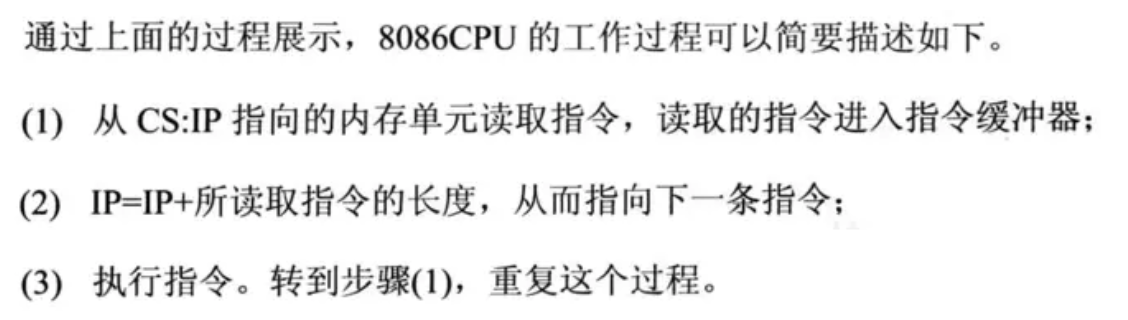 通过上面的过程展示，8086CPU 的工作过程可以简要描述如下。
(1) 从 CS:IP 指向的内存单元读取指令，读取的指令进入指令缓冲器；
(2) IP=IP+所读取指令的长度，从而指向下一条指令；
(3) 执行指令。转到步骤(1)，重复这个过程。